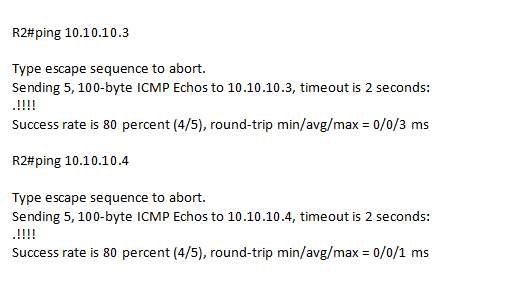 R2#ping 10.10.10.3
Type escape sequence to abort.
Sending 5, 100-byte ICMP Echos to 10.10.10.3, timeout is 2 seconds:
.!!!!
Success rate is 80 percent (4/5), round-trip min/avg/max = 0/0/3 ms
R2#ping 10.10.10.4
Type escape sequence to abort.
Sending 5, 100-byte ICMP Echos to 10.10.10.4, timeout is 2 seconds:
.!!!!
Success rate is 80 percent (4/5), round-trip min/avg/max = 0/0/1 ms